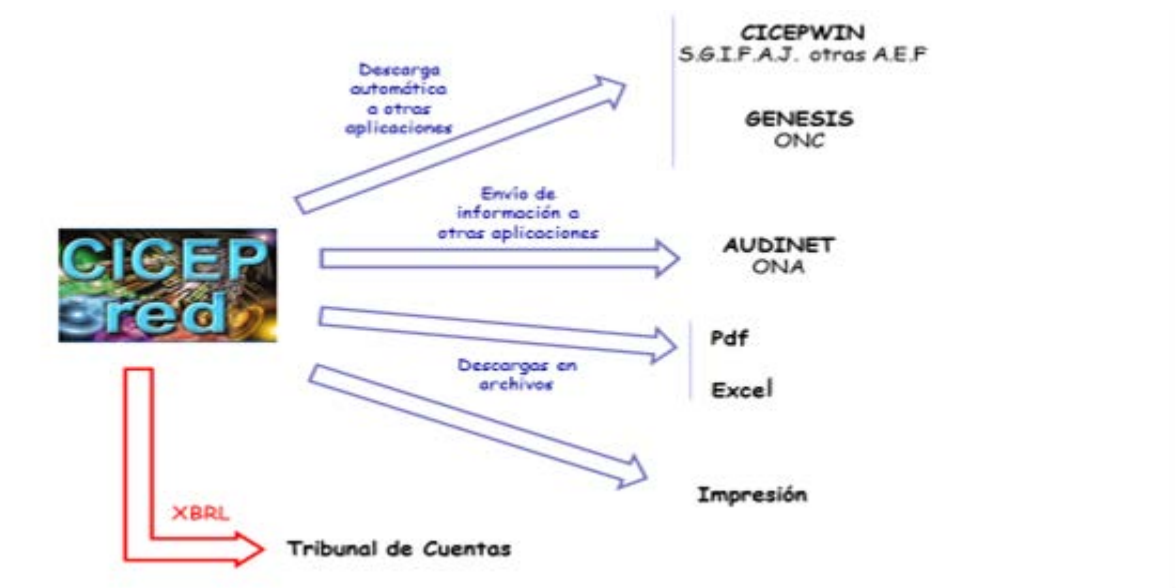 CICEPWIN
S.G.I.F.A.J. otras A.E.F
GENESIS
ONC
Descarga
automática
a otras
aplicaciones
Envío de
información a
otras aplicaciones
AUDINET
ONA
CICEP
red
Pdf
Excel
Descargas en
archivos
Impresión
XBRL
Tribunal de Cuentas